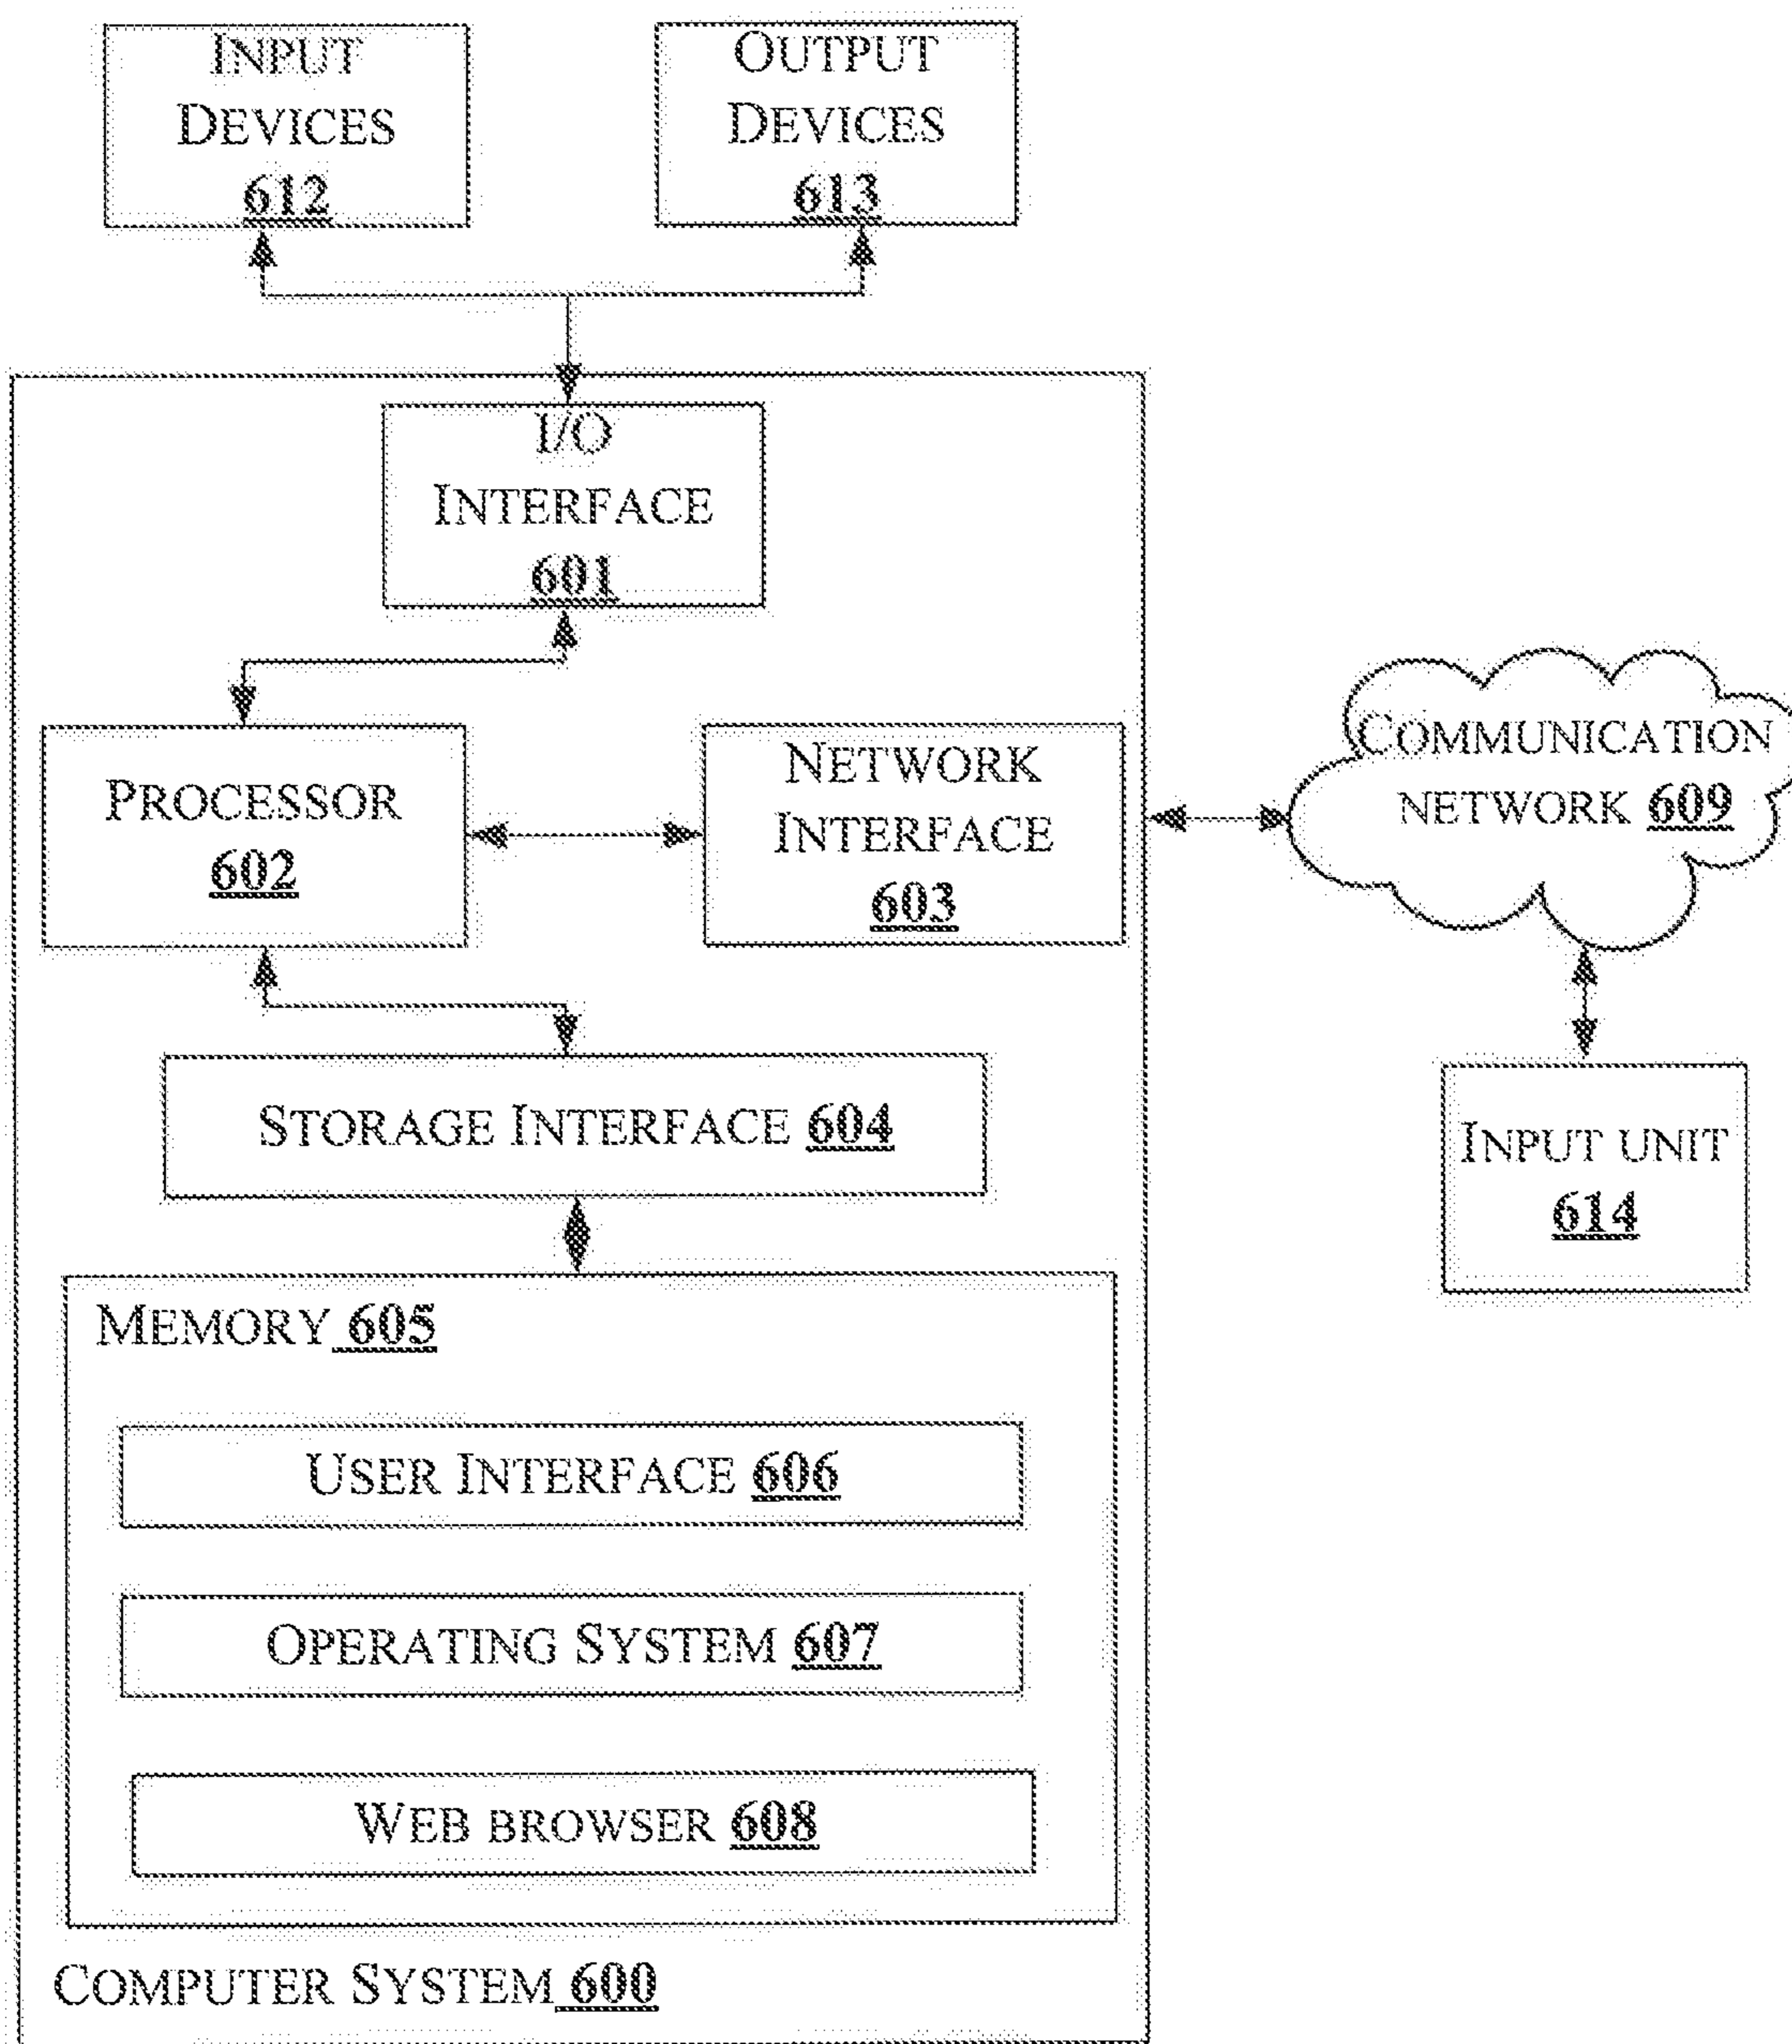 INPUT
DEVICES
612
OUTPUT
DEVICES
613
I/O
INTERFACE
601
PROCESSOR
602
NETWORK
INTERFACE
603
COMMUNICATION
NETWORK 609
STORAGE INTERFACE 604
INPUT UNIT
614
MEMORY 605
USER INTERFACE 606
OPERATING SYSTEM 607
WEB BROWSER 608
COMPUTER SYSTEM 600